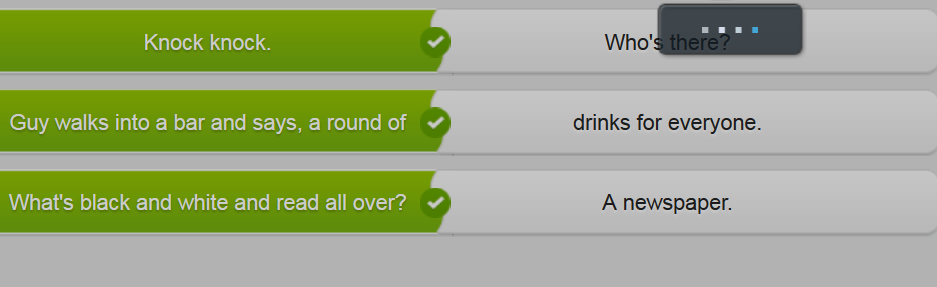 Knock knock. Who's there?
Guy walks into a bar and says, a round of drinks for everyone.
What's black and white and read all over? A newspaper.